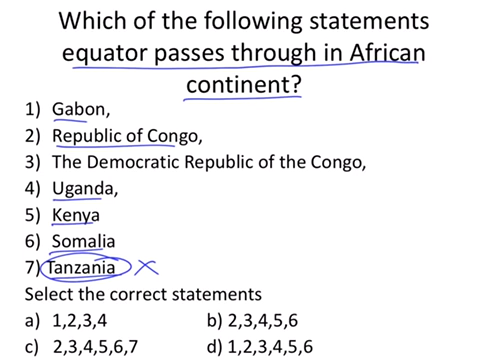 Which of the following statements
equator passes through in African
continent?
1) Gabon,
2) Republic of Congo,
3) The Democratic Republic of the Congo,
4) Uganda,
5) Kenya
6) Somalia
7) Tanzania X
Select the correct statements
a) 1,2,3,4 b) 2,3,4,5,6
c) 2,3,4,5,6,7 d) 1,2,3,4,5,6